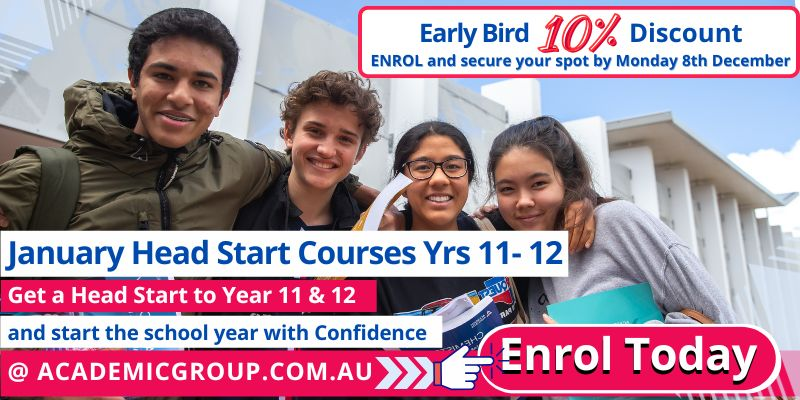 Early Bird 10% Discount
ENROL and secure your spot by Monday 8th December
January Head Start Courses Yrs 11- 12
Get a Head Start to Year 11 & 12
and start the school year with Confidence
@ ACADEMICGROUP.COM.AU
Enrol Today